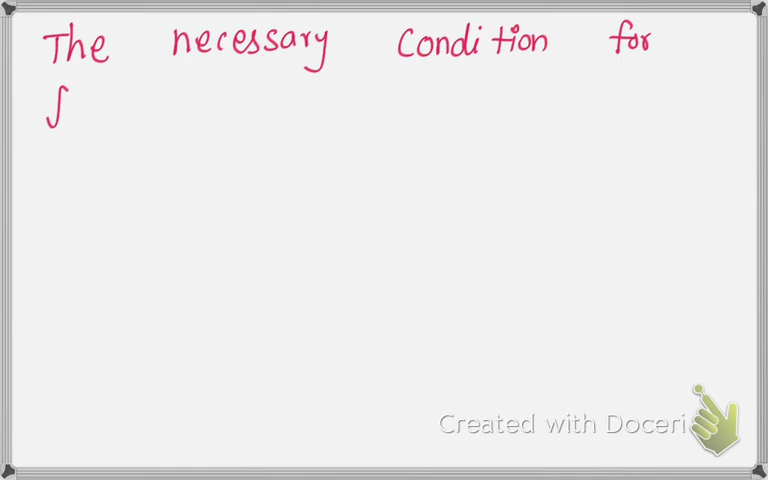 The necessary condition for
∫
Created with Doceri